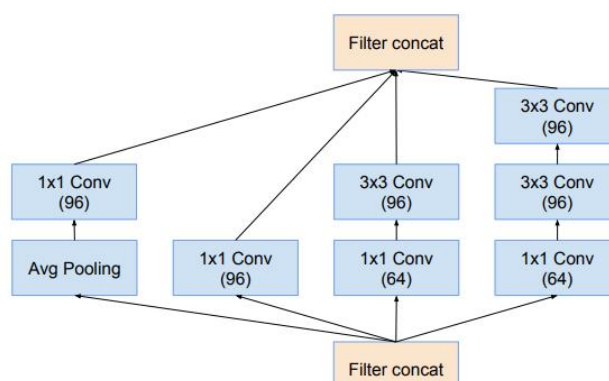 Filter concat
3x3 Conv
(96)
1x1 Conv
(96)
3x3 Conv
(96)
3x3 Conv
(96)
Avg Pooling
1x1 Conv
(96)
1x1 Conv
(64)
1x1 Conv
(64)
Filter concat